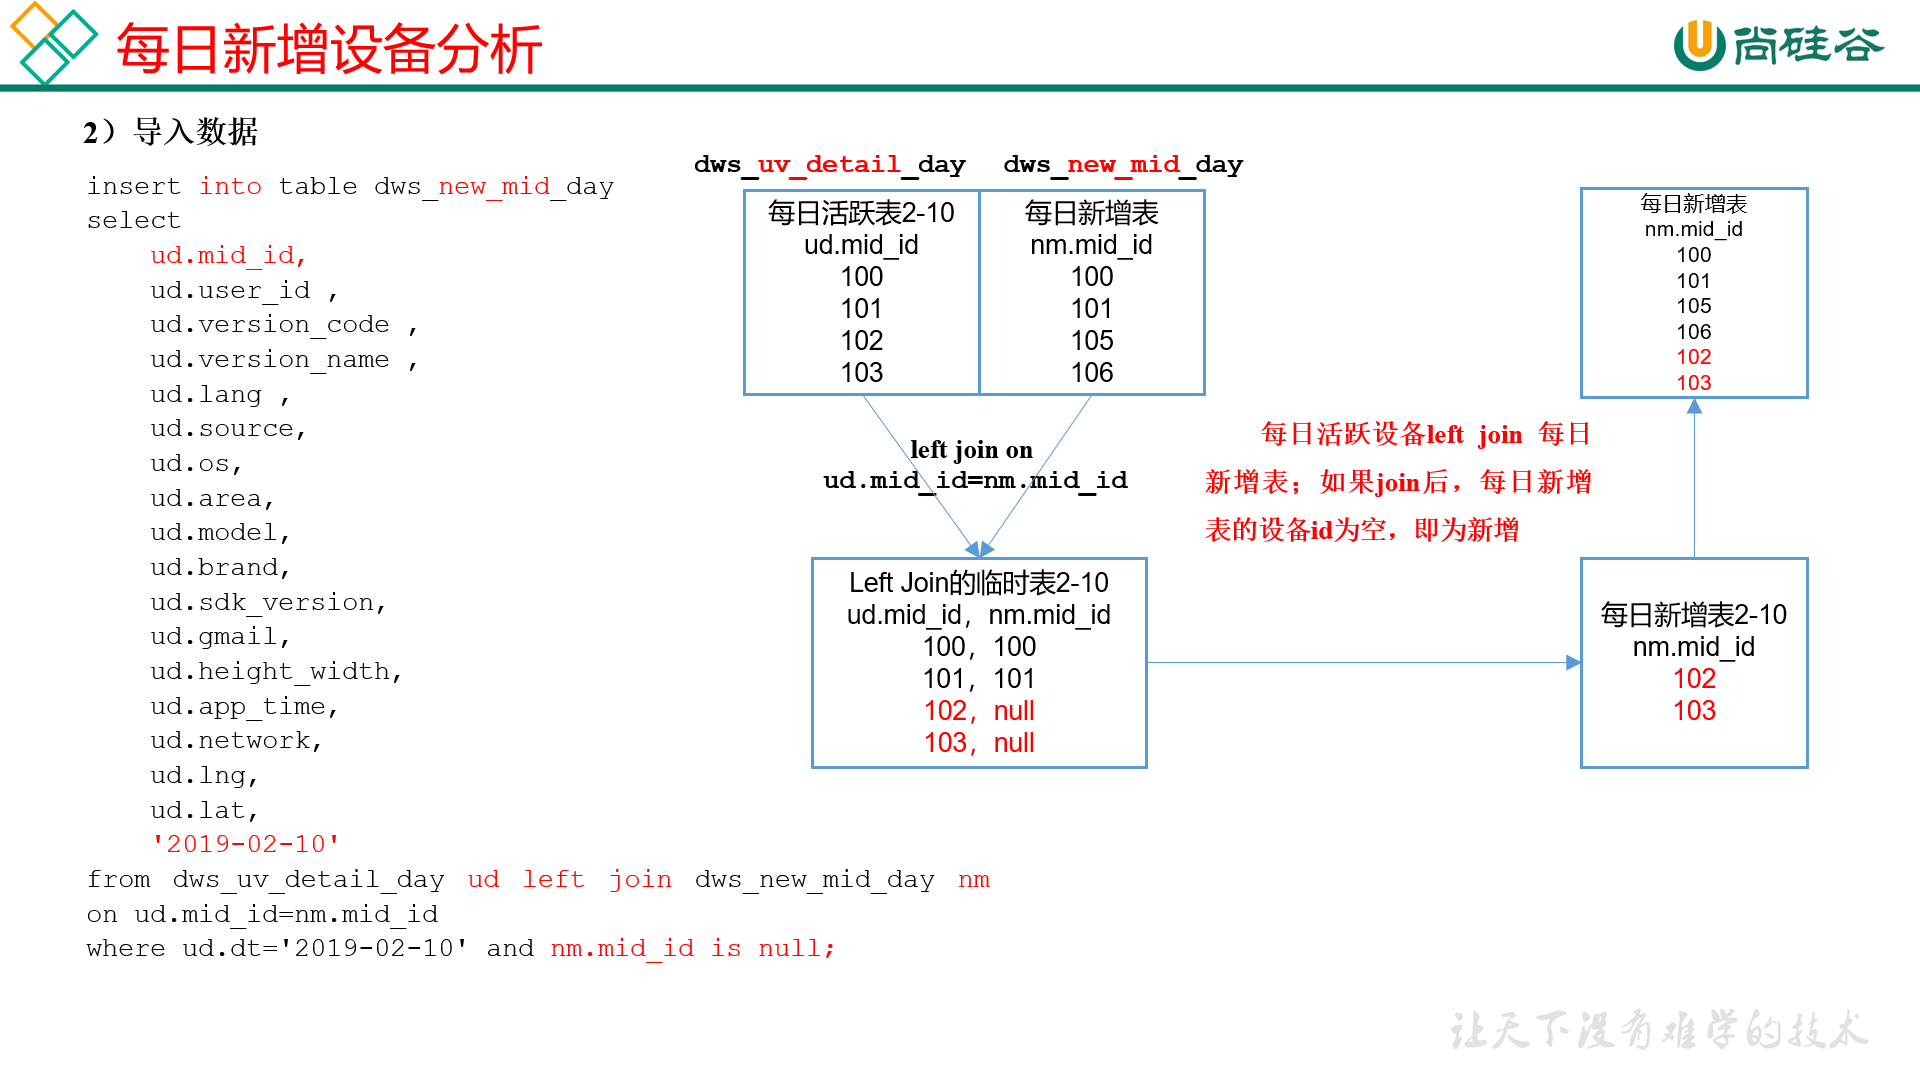 每日新增设备分析
尚硅谷
2）导入数据
insert into table dws_new_mid_day
select
ud.mid_id,
ud.user_id ,
ud.version_code ,
ud.version_name ,
ud.lang ,
ud.source,
ud.os,
ud.area,
ud.model,
ud.brand,
ud.sdk_version,
ud.gmail,
ud.height_width,
ud.app_time,
ud.network,
ud.lng,
ud.lat,
'2019-02-10'
from dws_uv_detail_day ud left join dws_new_mid_day nm
on ud.mid_id=nm.mid_id
where ud.dt='2019-02-10' and nm.mid_id is null;
dws_uv_detail_day
每日活跃表2-10
ud.mid_id
100
101
102
103
dws_new_mid_day
每日新增表
nm.mid_id
100
101
105
106
left join on
ud.mid_id=nm.mid_id
Left Join的临时表2-10
ud.mid_id，nm.mid_id
100，100
101，101
102，null
103，null
每日活跃设备left join 每日
新增表；如果join后，每日新增
表的设备id为空，即为新增
每日新增表2-10
nm.mid_id
102
103
每日新增表
nm.mid_id
100
101
105
106
102
103
让天下没有难学的技术